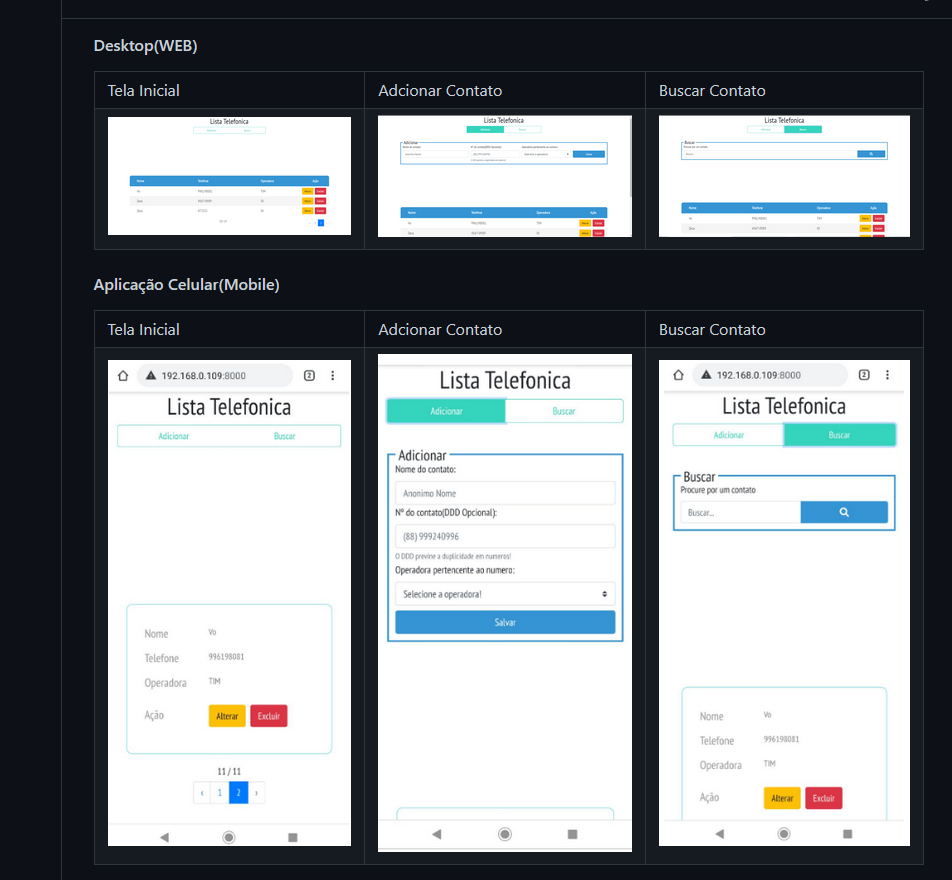 Desktop(WEB)
Tela Inicial
Adcionar Contato
Buscar Contato
Lista Telefonica
Lista Telefonica
Lista Telefonica
Aplicação Celular(Mobile)
Tela Inicial
Adcionar Contato
Buscar Contato
192.168.0.109:8000
2
Lista Telefonica
Adicionar Buscar
Nome Vo
Telefone 996198081
Operadora TIM
Ação Alterar Excluir
11 / 11
‹ 1 2 ›
Lista Telefonica
Adicionar Buscar
Adicionar
Nome do contato:
Anonimo Nome
Nº do contato(DDD Opcional):
(88) 999240996
O DDD previne a duplicidade em numeros!
Operadora pertencente ao numero:
Selecione a operadora!
Salvar
192.168.0.109:8000
2
Lista Telefonica
Adicionar Buscar
Buscar
Procure por um contato
Buscar...
Nome Vo
Telefone 996198081
Operadora TIM
Ação Alterar Excluir